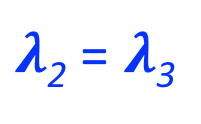 λ₂ = λ₃